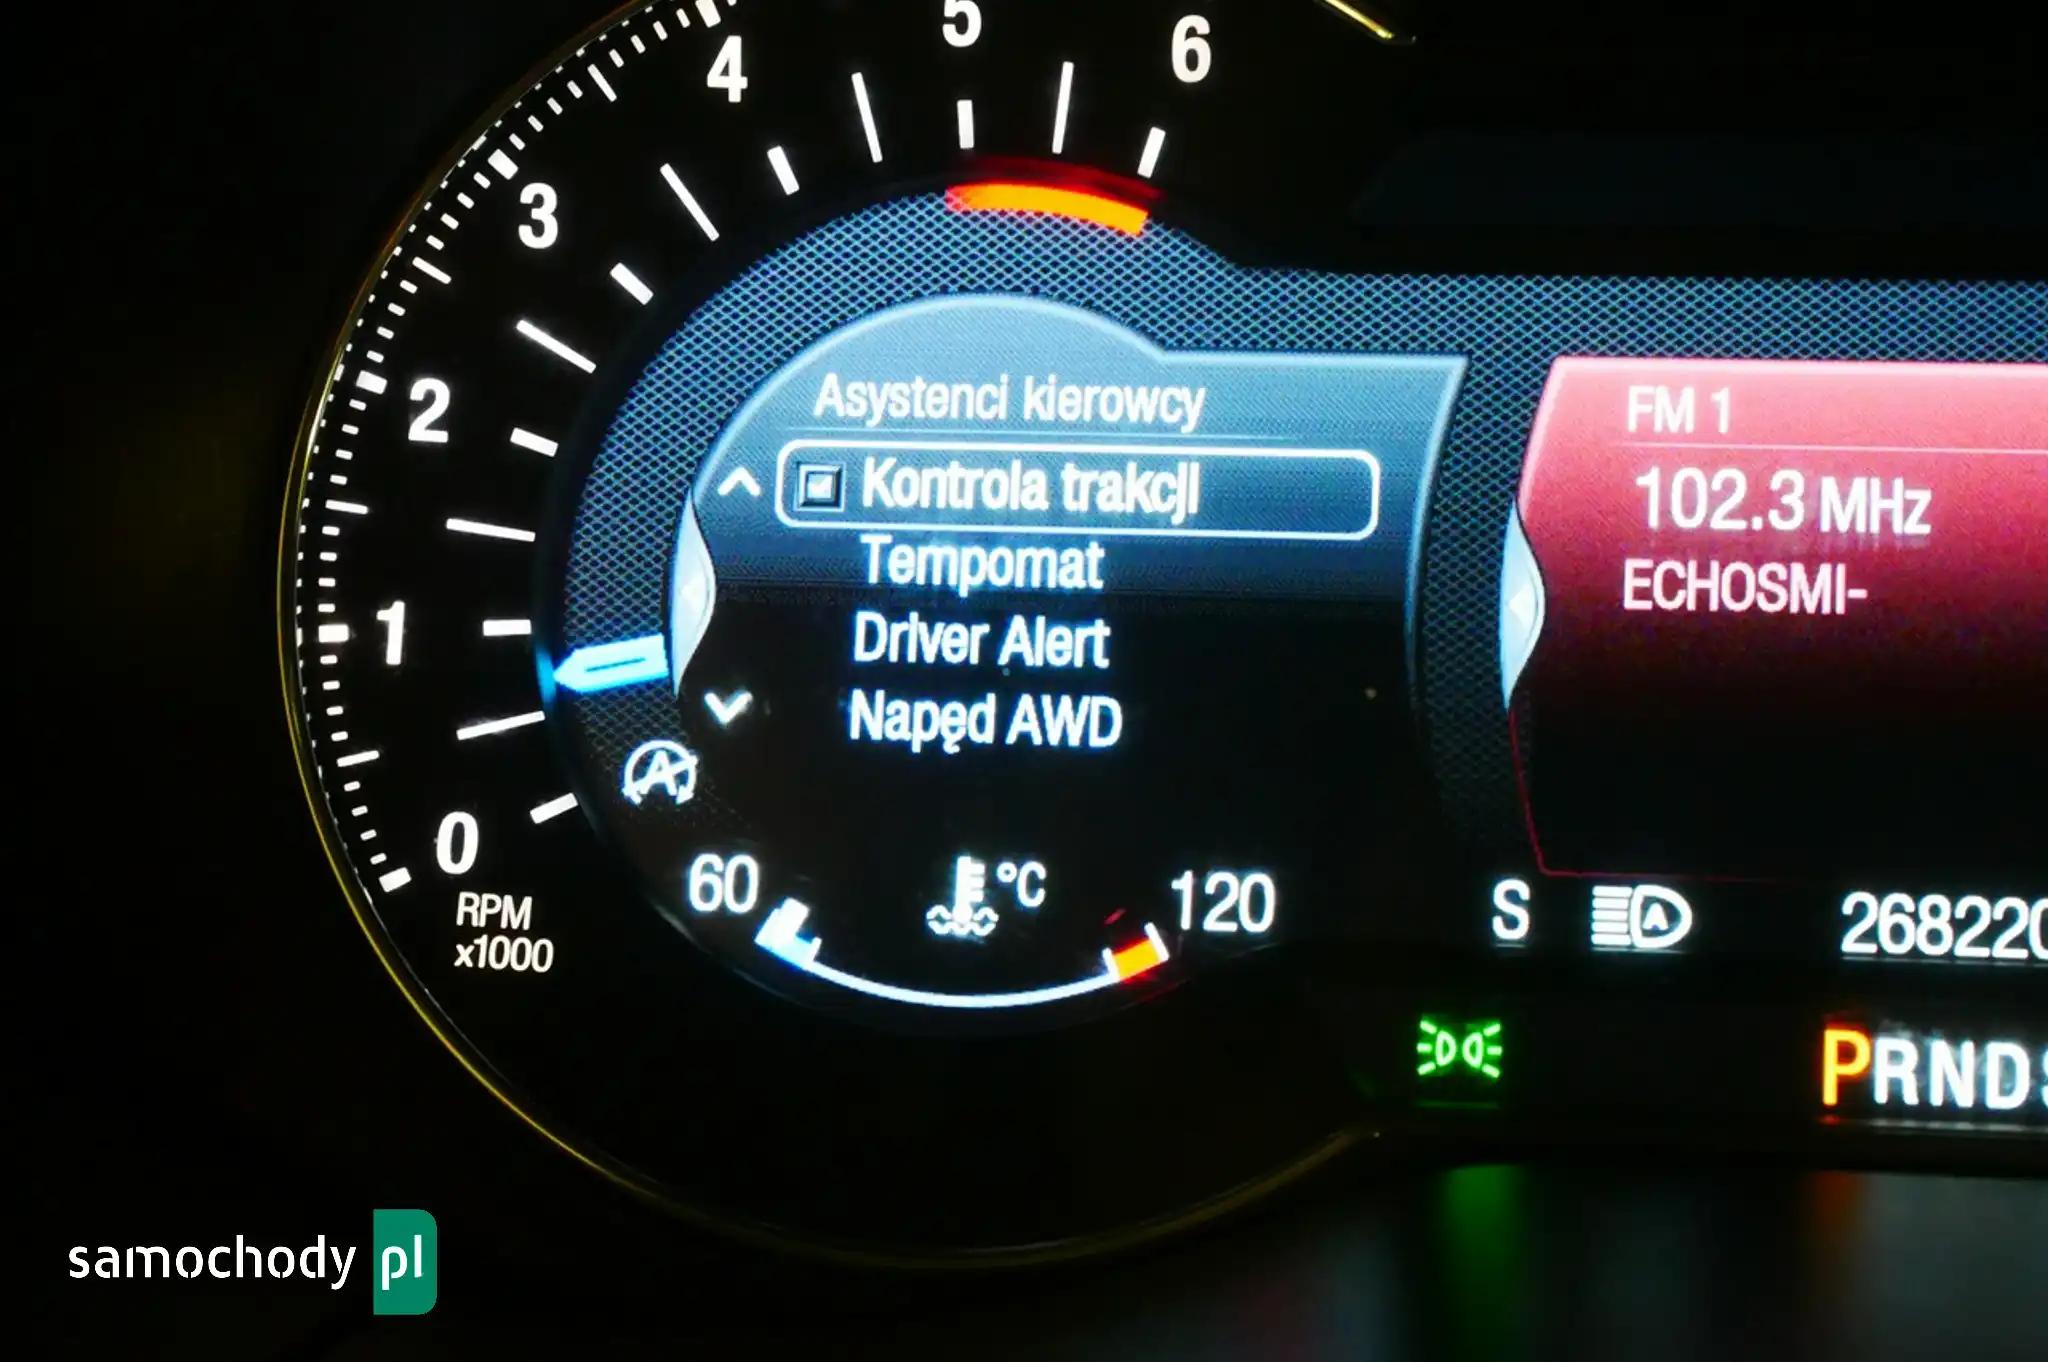 4
5
6
3
2
1
0
RPM
x1000
Asystenci kierowcy
Kontrola trakcji
Tempomat
Driver Alert
Napęd AWD
A
60
°C
120
FM 1
102.3 MHz
ECHOSMI-
S
A
268220
PRNDS
samochody pl